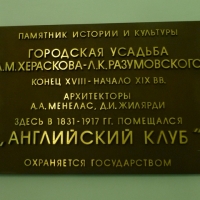 ПАМЯТНИК ИСТОРИИ И КУЛЬТУРЫ
ГОРОДСКАЯ УСАДЬБА
М.ХЕРАСКОВА-Л.К.РАЗУМОВСКОГО
КОНЕЦ XVIII - НАЧАЛО XIX ВВ.
АРХИТЕКТОРЫ
А.А.МЕНЕЛАС, Д.И.ЖИЛЯРДИ
ЗДЕСЬ В 1831-1917 ГГ. ПОМЕЩАЛСЯ
„АНГЛИЙСКИЙ КЛУБ"
ОХРАНЯЕТСЯ ГОСУДАРСТВОМ